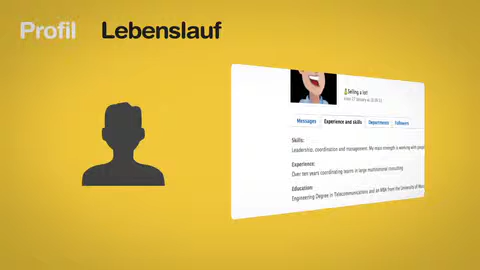 Profil Lebenslauf
Selling a lot!
Messages Experience and skills Departments Followers
Skills:
Leadership, coordination and management. My main strength is working with
Experience:
Over ten years coordinating teams in large multinational consulting
Education:
Engineering Degree in Telecommunications and an MBA from the University of